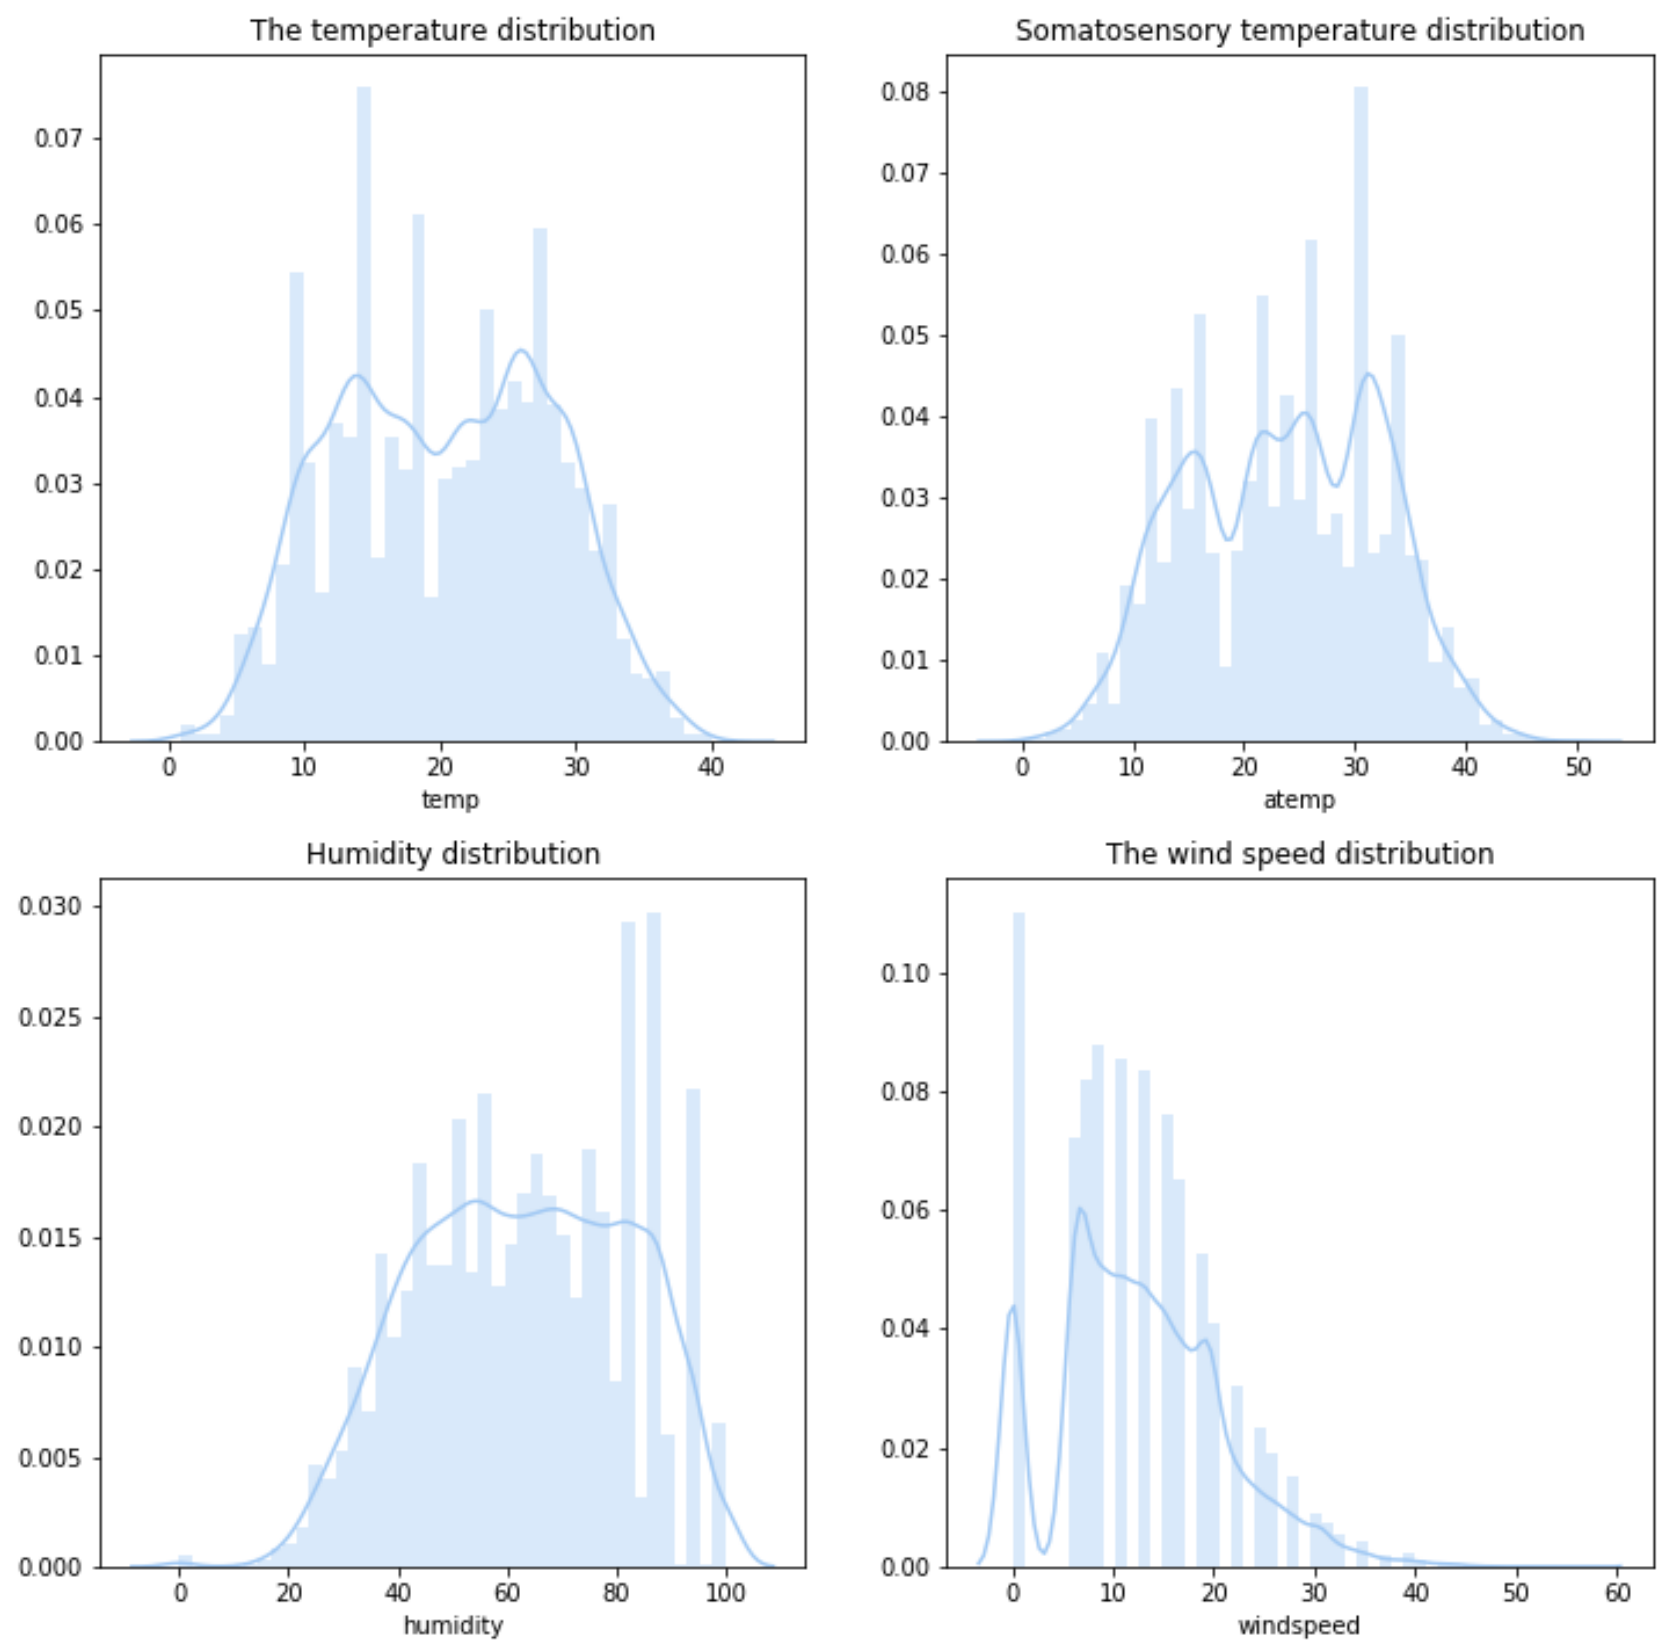 The temperature distribution
0.07
0.06
0.05
0.04
0.03
0.02
0.01
0.00
0 10 20 30 40
temp
Somatosensory temperature distribution
0.08
0.07
0.06
0.05
0.04
0.03
0.02
0.01
0.00
0 10 20 30 40 50
atemp
Humidity distribution
0.030
0.025
0.020
0.015
0.010
0.005
0.000
0 20 40 60 80 100
humidity
The wind speed distribution
0.10
0.08
0.06
0.04
0.02
0.00
0 10 20 30 40 50 60
windspeed